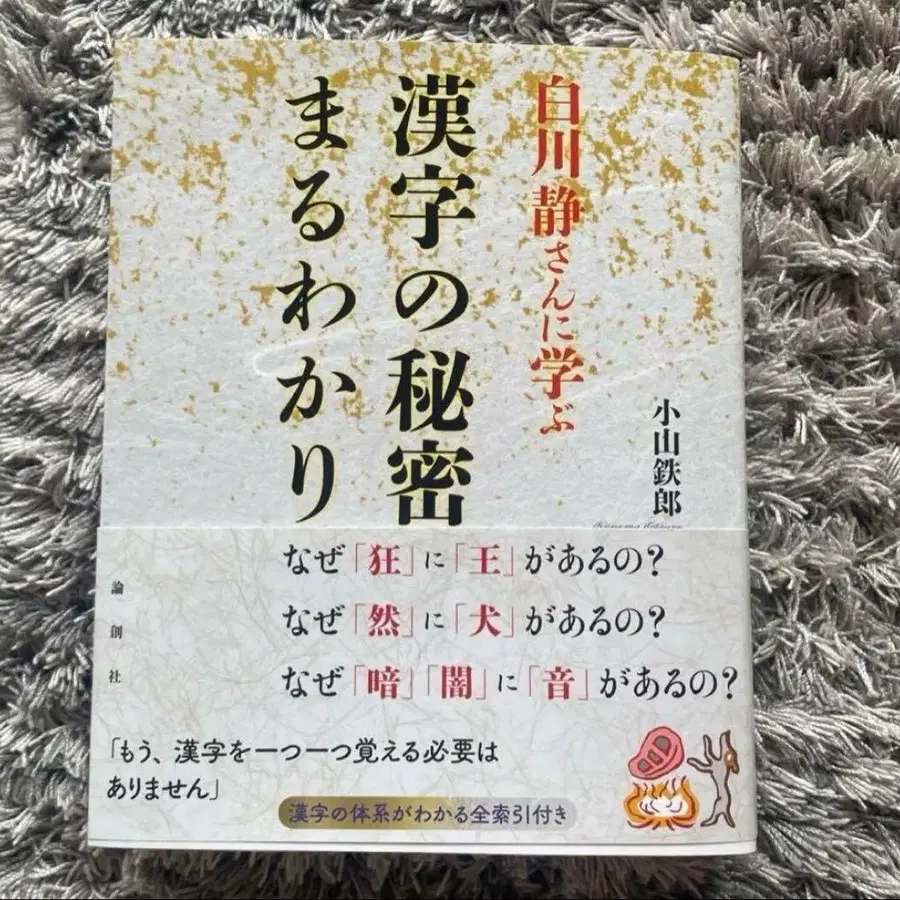 白川静さんに学ぶ
漢字の秘密
まるわかり
小山鉄郎
なぜ「狂」に「王」があるの?
なぜ「然」に「犬」があるの?
なぜ「暗」「闇」に「音」があるの?
論創社
「もう、漢字を一つ一つ覚える必要は
ありません」
漢字の体系がわかる全索引付き